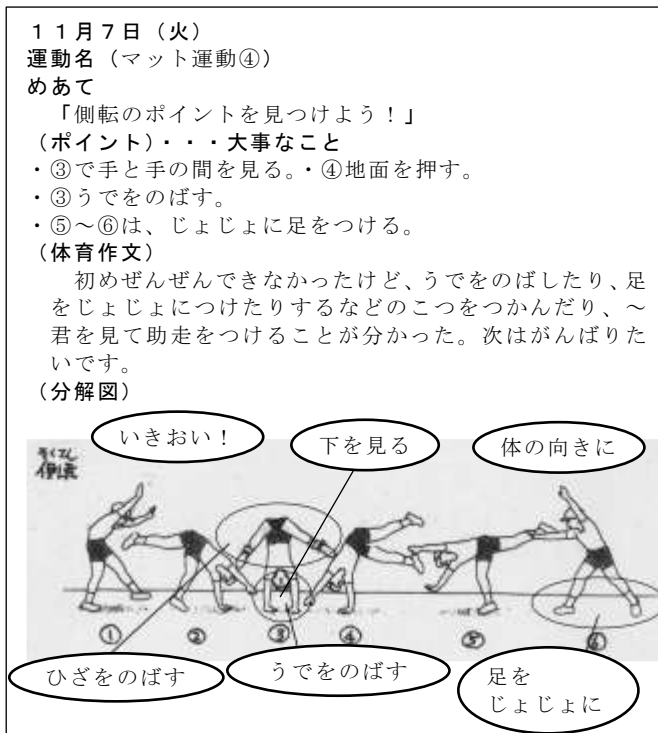 11月7日（火）
運動名（マット運動④）
めあて
「側転のポイントを見つけよう！」
（ポイント）・・・大事なこと
・③で手と手の間を見る。・④地面を押す。
・③うでをのばす。
・⑤～⑥は、じょじょに足をつける。
（体育作文）
初めぜんぜんできなかったけど、うでをのばしたり、足
をじょじょにつけたりするなどのこつをつかんだり、～
君を見て助走をつけることが分かった。次はがんばりた
いです。
（分解図）
いきおい！
下を見る
体の向きに
そくてん
側転
① ② ③ ④ ⑤ ⑥
ひざをのばす
うでをのばす
足を
じょじょに